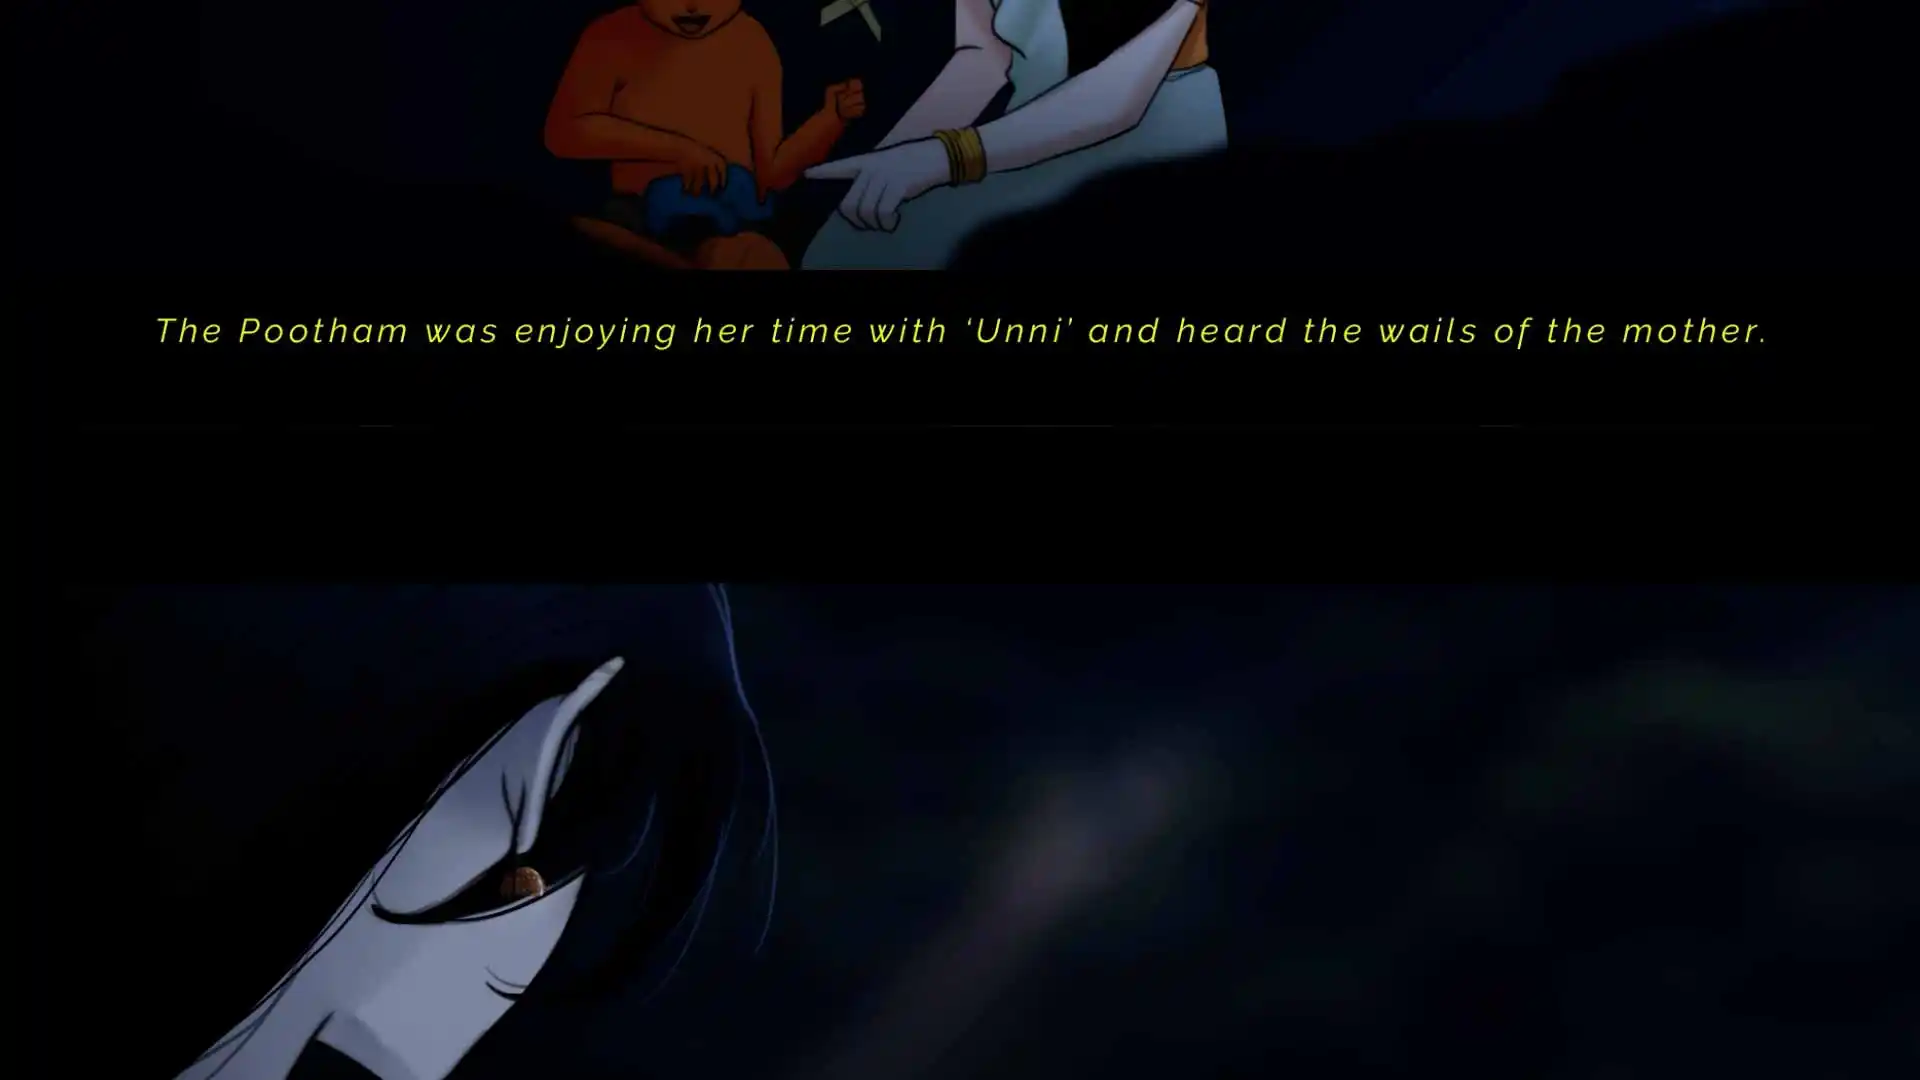 The Pootham was enjoying her time with ‘Unni’ and heard the wails of the mother.